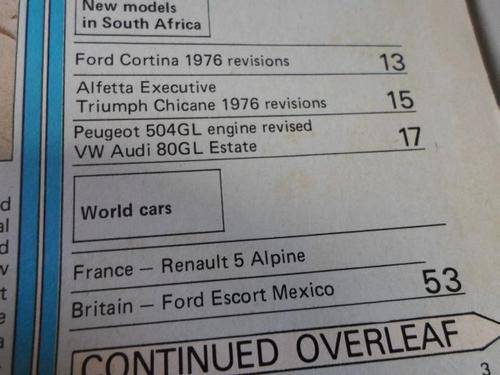 New models
in South Africa
Ford Cortina 1976 revisions 13
Alfetta Executive
Triumph Chicane 1976 revisions 15
Peugeot 504GL engine revised
VW Audi 80GL Estate 17
World cars
France — Renault 5 Alpine
Britain — Ford Escort Mexico 53
CONTINUED OVERLEAF
3